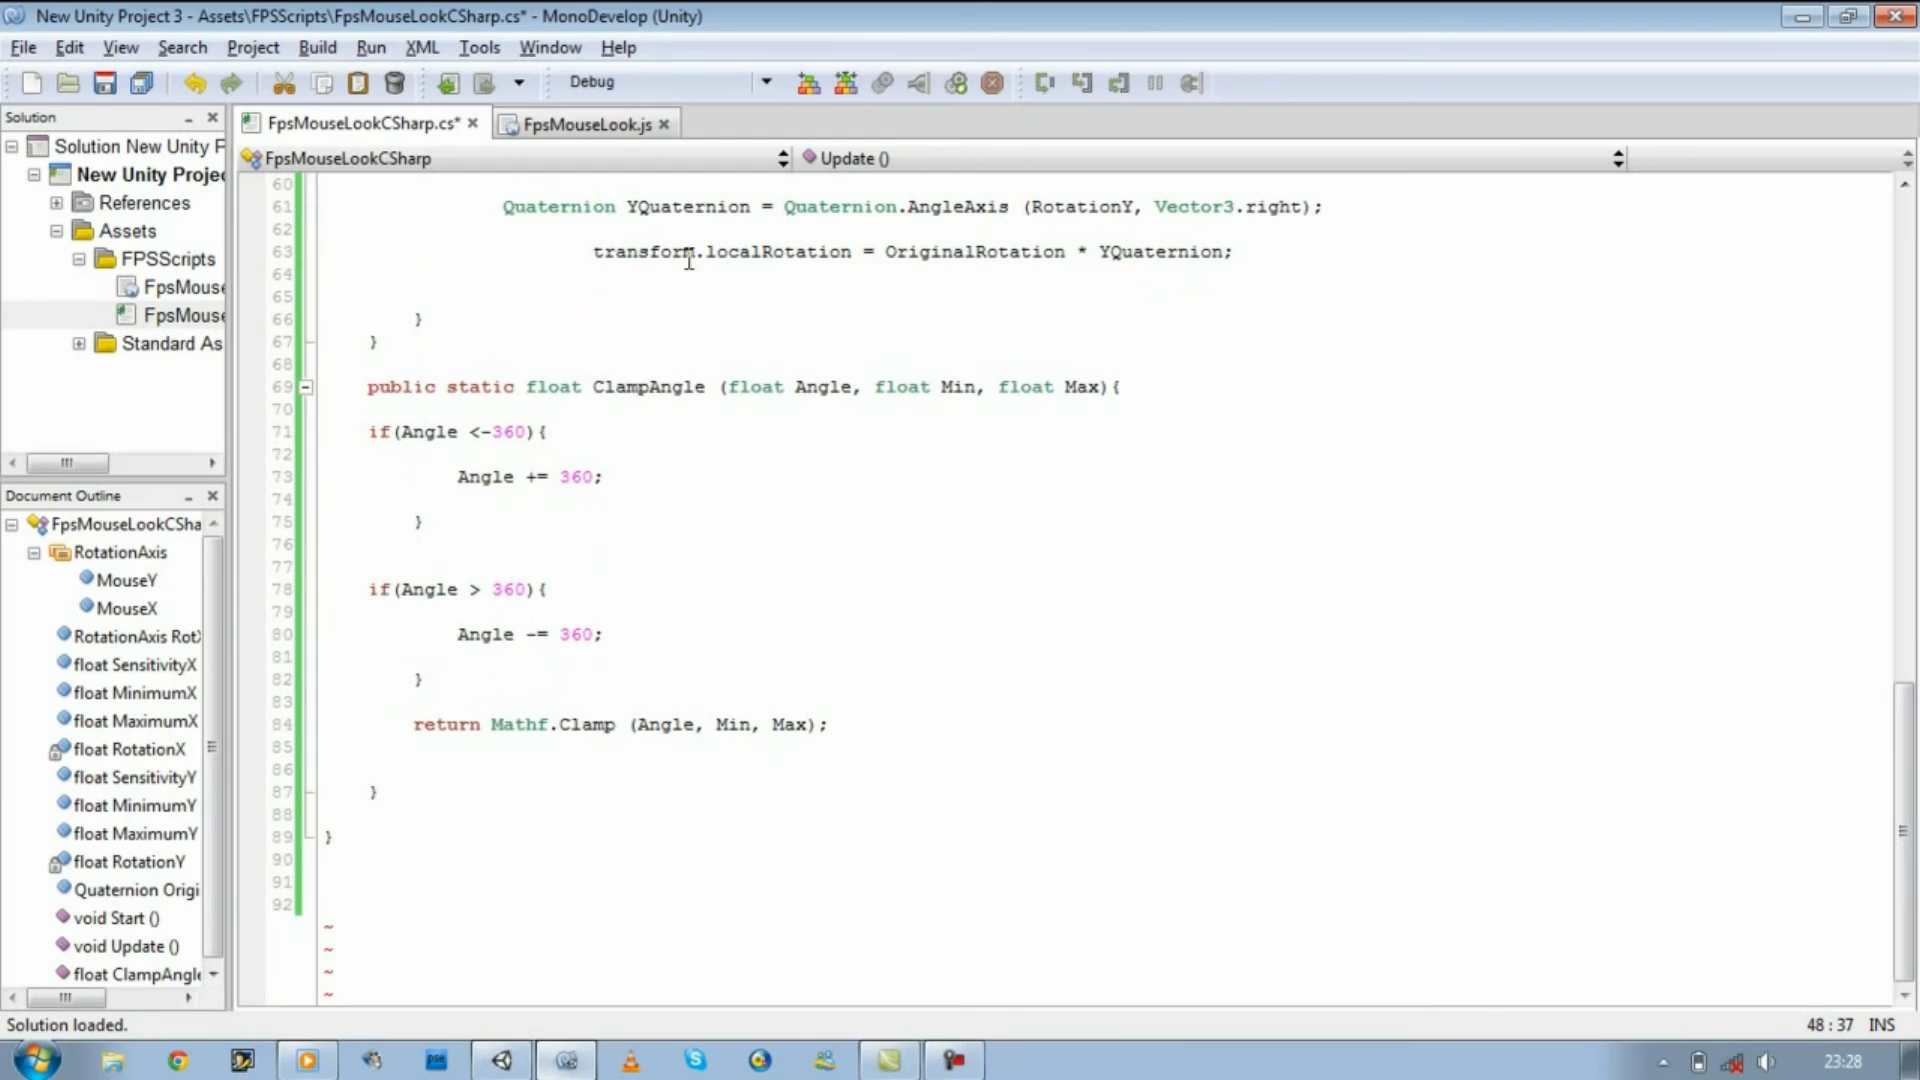 New Unity Project 3 - Assets\FPSScripts\FpsMouseLookCSharp.cs* - MonoDevelop (Unity)
File Edit View Search Project Build Run XML Tools Window Help
Debug
Solution
FpsMouseLookCSharp.cs*
FpsMouseLook.js
FpsMouseLookCSharp
Update ()
Solution New Unity P
New Unity Projec
References
Assets
FPSScripts
FpsMouse
FpsMouse
Standard As
Document Outline
FpsMouseLookCSha
RotationAxis
MouseY
MouseX
RotationAxis RotX
float SensitivityX
float MinimumX
float MaximumX
float RotationX
float SensitivityY
float MinimumY
float MaximumY
float RotationY
Quaternion Origi
void Start ()
void Update ()
float ClampAngle
60
61 Quaternion YQuaternion = Quaternion.AngleAxis (RotationY, Vector3.right);
62
63 transform.localRotation = OriginalRotation * YQuaternion;
64
65
66 }
67 }
68
69 public static float ClampAngle (float Angle, float Min, float Max){
70
71 if(Angle <-360){
72
73 Angle += 360;
74
75 }
76
77
78 if(Angle > 360){
79
80 Angle -= 360;
81
82 }
83
84 return Mathf.Clamp (Angle, Min, Max);
85
86
87 }
88
89 }
90
91
92
~
~
~
~
Solution loaded.
48 : 37 INS
pse
23:28